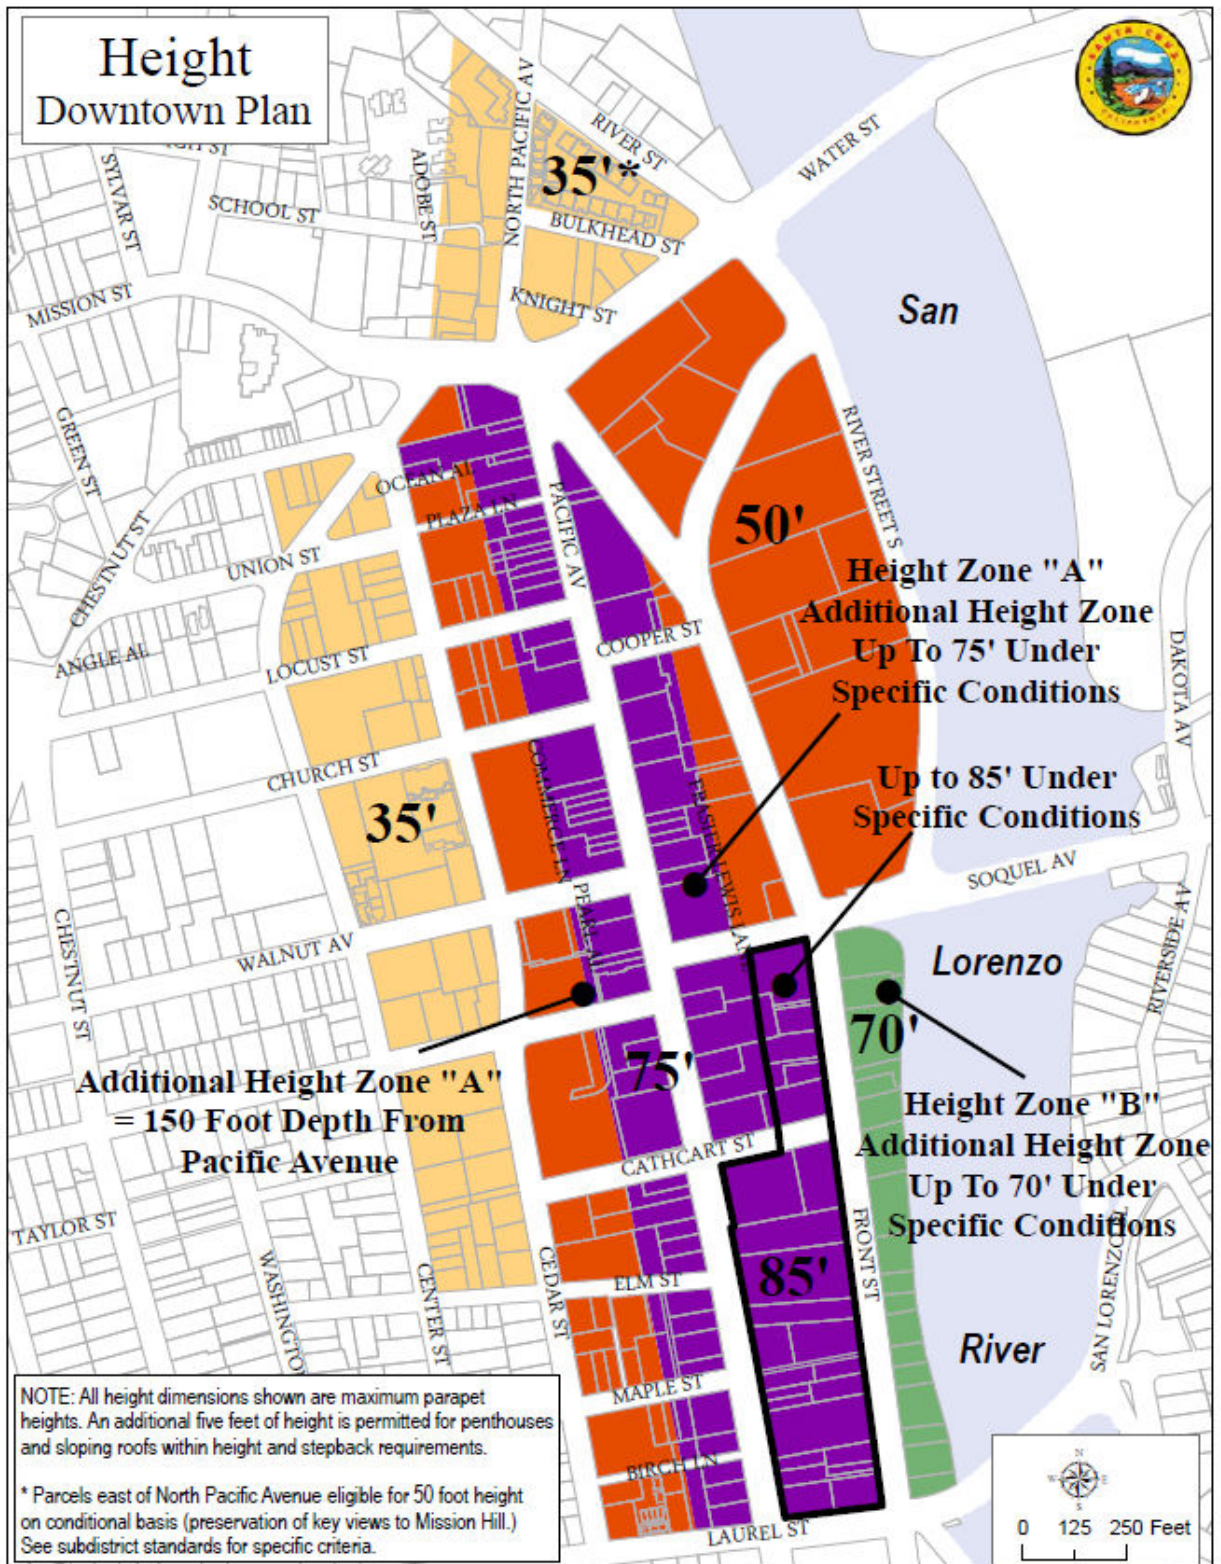 Height
Downtown Plan
SANTA CRUZ
CALIFORNIA
NORTH PACIFIC AV
RIVER ST
WATER ST
SYLVAR ST
SCHOOL ST
ADOBE ST
35'*
BULKHEAD ST
KNIGHT ST
MISSION ST
San
GREEN ST
OCEAN AL
PLAZA LN
PACIFIC AV
RIVER STREET S
50'
CHESTNUT ST
UNION ST
Height Zone "A"
Additional Height Zone
Up To 75' Under
Specific Conditions
ANGLE AL
LOCUST ST
COOPER ST
DAKOTA AV
CHURCH ST
COMMERCE LN
FRASIER LEWIS LANE
Up to 85' Under
Specific Conditions
35'
SOQUEL AV
PEARL AL
CHESTNUT ST
WALNUT AV
Lorenzo
RIVERSIDE AV
70'
75'
Additional Height Zone "A"
= 150 Foot Depth From
Pacific Avenue
Height Zone "B"
Additional Height Zone
Up To 70' Under
Specific Conditions
CATHCART ST
TAYLOR ST
WASHINGTO
CENTER ST
CEDAR ST
ELM ST
85'
FRONT ST
SAN LORENZO BL
River
MAPLE ST
BIRCH LN
LAUREL ST
NOTE: All height dimensions shown are maximum parapet
heights. An additional five feet of height is permitted for penthouses
and sloping roofs within height and stepback requirements.
* Parcels east of North Pacific Avenue eligible for 50 foot height
on conditional basis (preservation of key views to Mission Hill.)
See subdistrict standards for specific criteria.
N
W E
S
0 125 250 Feet